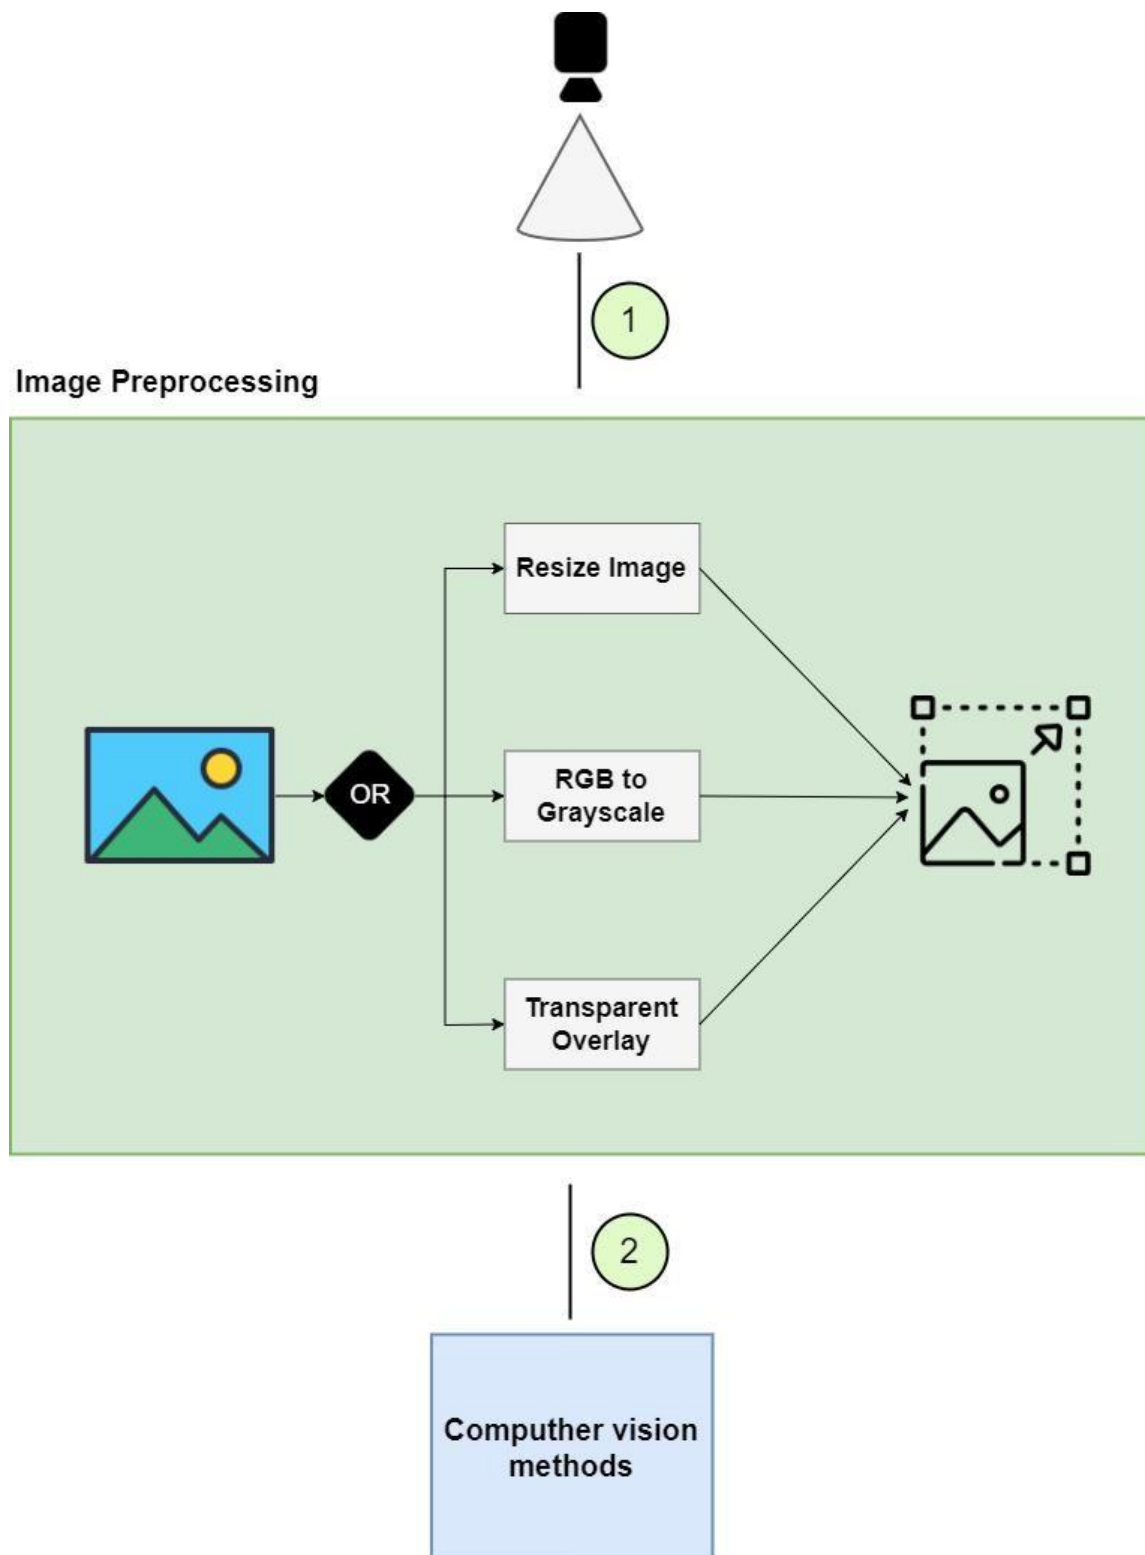 1
Image Preprocessing
Resize Image
OR
RGB to
Grayscale
Transparent
Overlay
2
Computher vision
methods